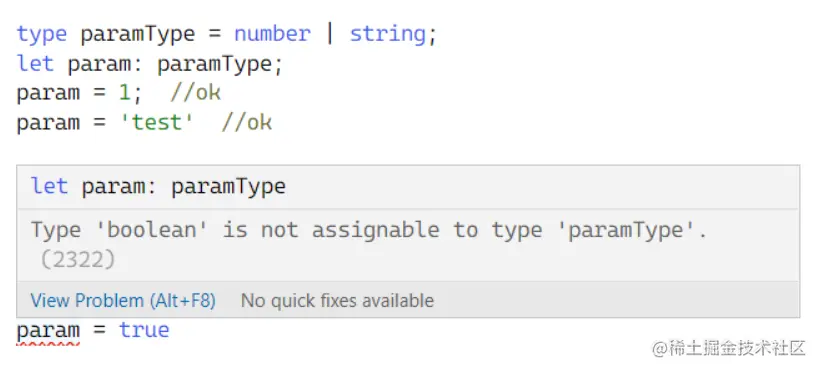 type paramType = number | string;
let param: paramType;
param = 1;  //ok
param = 'test'  //ok
let param: paramType
Type 'boolean' is not assignable to type 'paramType'.
(2322)
View Problem (Alt+F8)   No quick fixes available
param = true
@稀土掘金技术社区